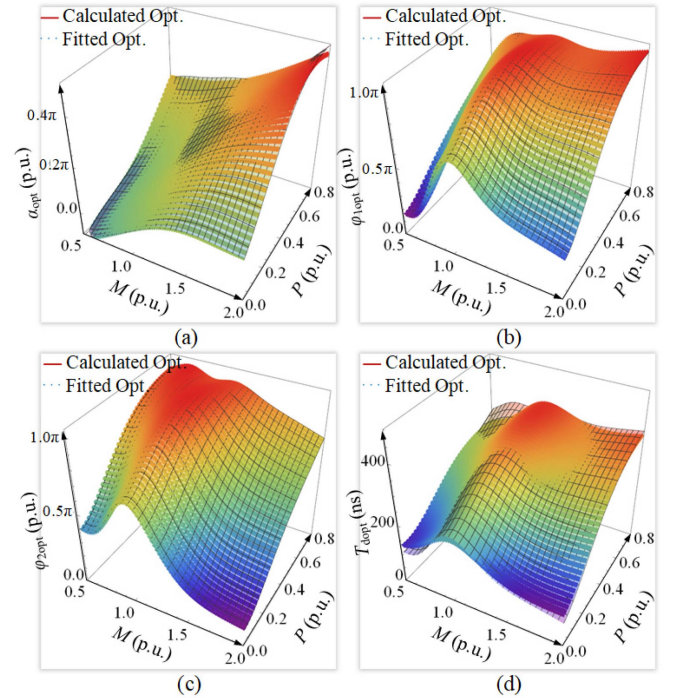 Calculated Opt.
Fitted Opt.
α_opt (p.u.)
0.4π
0.2π
0.0
0.5
1.0
1.5
2.0
M (p.u.)
0.0
0.2
0.4
0.6
0.8
P (p.u.)
(a)
Calculated Opt.
Fitted Opt.
φ_1opt (p.u.)
1.0π
0.5π
0.0
0.5
1.0
1.5
2.0
M (p.u.)
0.0
0.2
0.4
0.6
0.8
P (p.u.)
(b)
Calculated Opt.
Fitted Opt.
φ_2opt (p.u.)
1.0π
0.5π
0.0
0.5
1.0
1.5
2.0
M (p.u.)
0.0
0.2
0.4
0.6
0.8
P (p.u.)
(c)
Calculated Opt.
Fitted Opt.
T_dopt (ns)
400
200
0
0.5
1.0
1.5
2.0
M (p.u.)
0.0
0.2
0.4
0.6
0.8
P (p.u.)
(d)